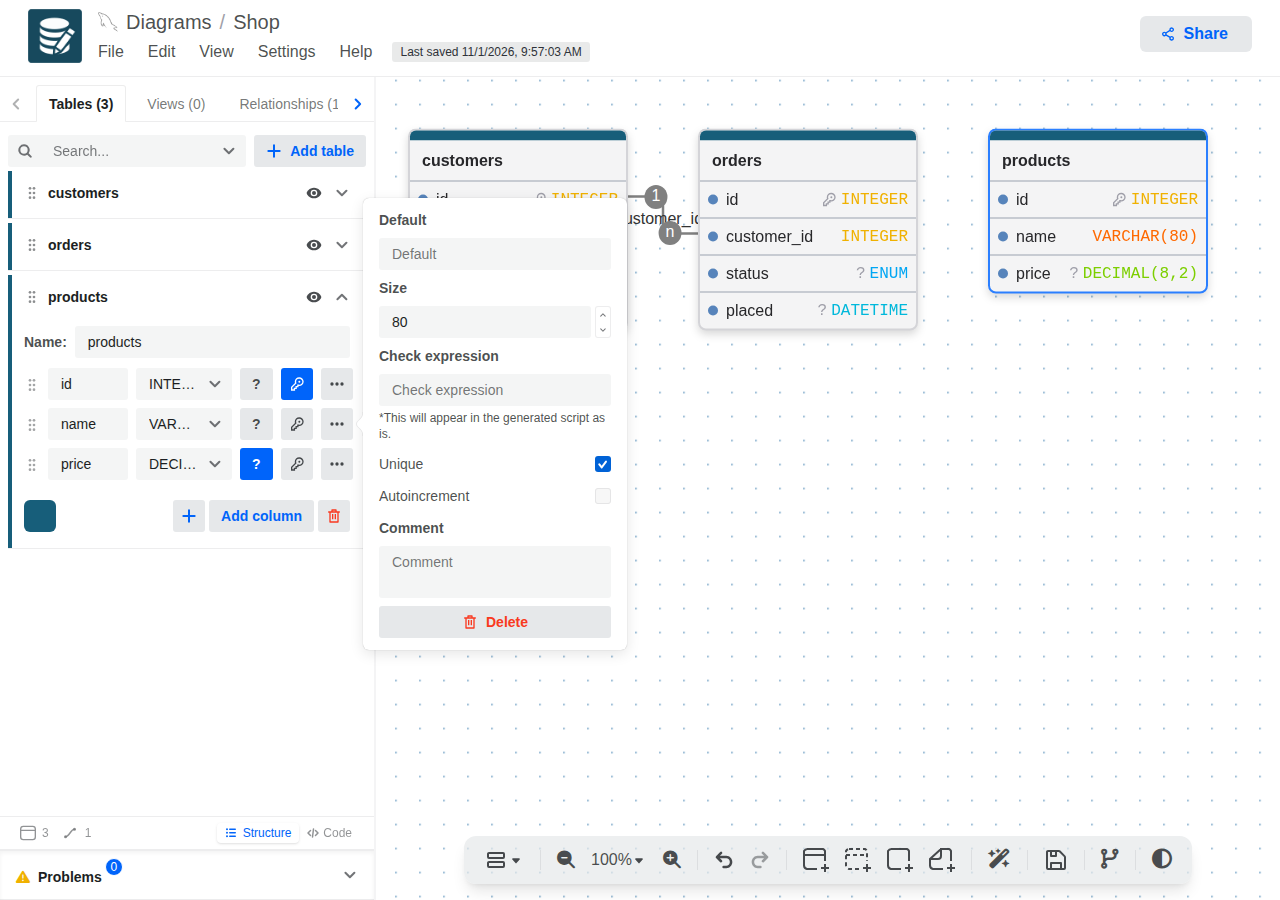 Diagrams / Shop
File Edit View Settings Help Last saved 11/1/2026, 9:57:03 AM
Share
Tables (3) Views (0) Relationships (1
Search... Add table
customers
orders
products
Name: products
id INTE... ?
name VAR... ?
price DECI... ?
Add column
3 1 Structure Code
Problems 0
Default
Default
Size
80
Check expression
Check expression
*This will appear in the generated script as
is.
Unique
Autoincrement
Comment
Comment
Delete
customers
id INTEGER
1
ustomer_id
n
orders
id INTEGER
customer_id INTEGER
status ? ENUM
placed ? DATETIME
products
id INTEGER
name VARCHAR(80)
price ? DECIMAL(8,2)
100%